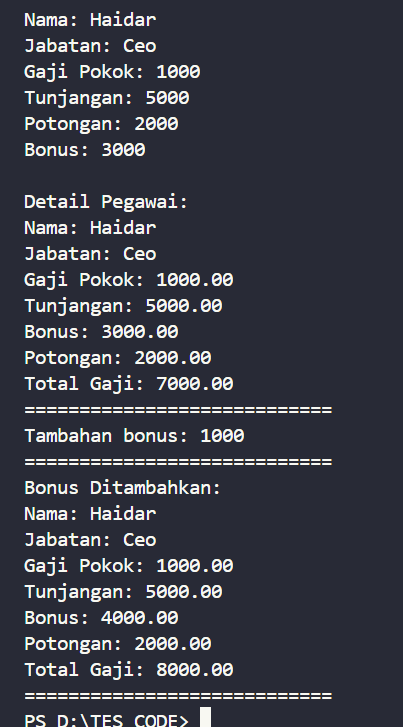 Nama: Haidar
Jabatan: Ceo
Gaji Pokok: 1000
Tunjangan: 5000
Potongan: 2000
Bonus: 3000
Detail Pegawai:
Nama: Haidar
Jabatan: Ceo
Gaji Pokok: 1000.00
Tunjangan: 5000.00
Bonus: 3000.00
Potongan: 2000.00
Total Gaji: 7000.00
============================
Tambahan bonus: 1000
============================
Bonus Ditambahkan:
Nama: Haidar
Jabatan: Ceo
Gaji Pokok: 1000.00
Tunjangan: 5000.00
Bonus: 4000.00
Potongan: 2000.00
Total Gaji: 8000.00
============================
PS D:\TES CODE>